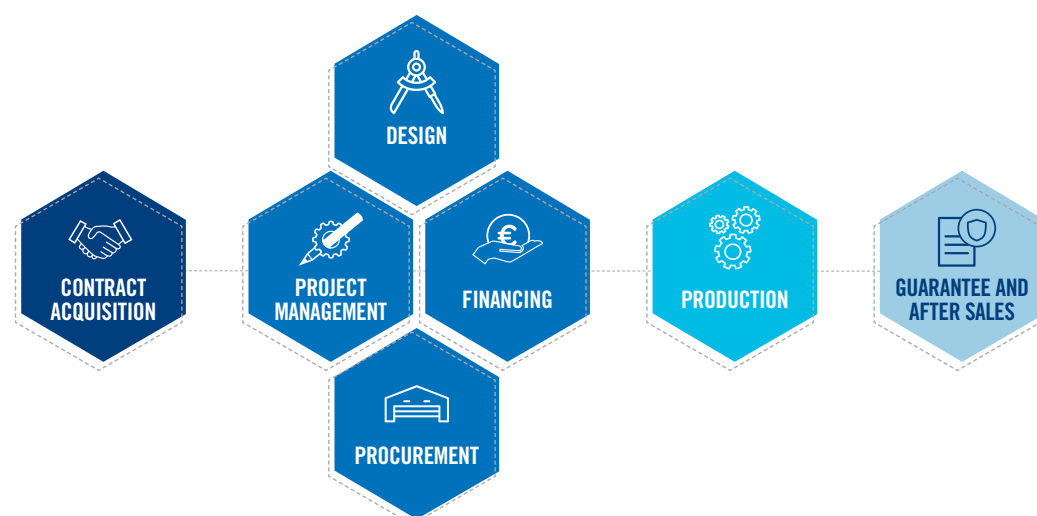 DESIGN
CONTRACT
ACQUISITION
PROJECT
MANAGEMENT
€
FINANCING
PRODUCTION
GUARANTEE AND
AFTER SALES
PROCUREMENT